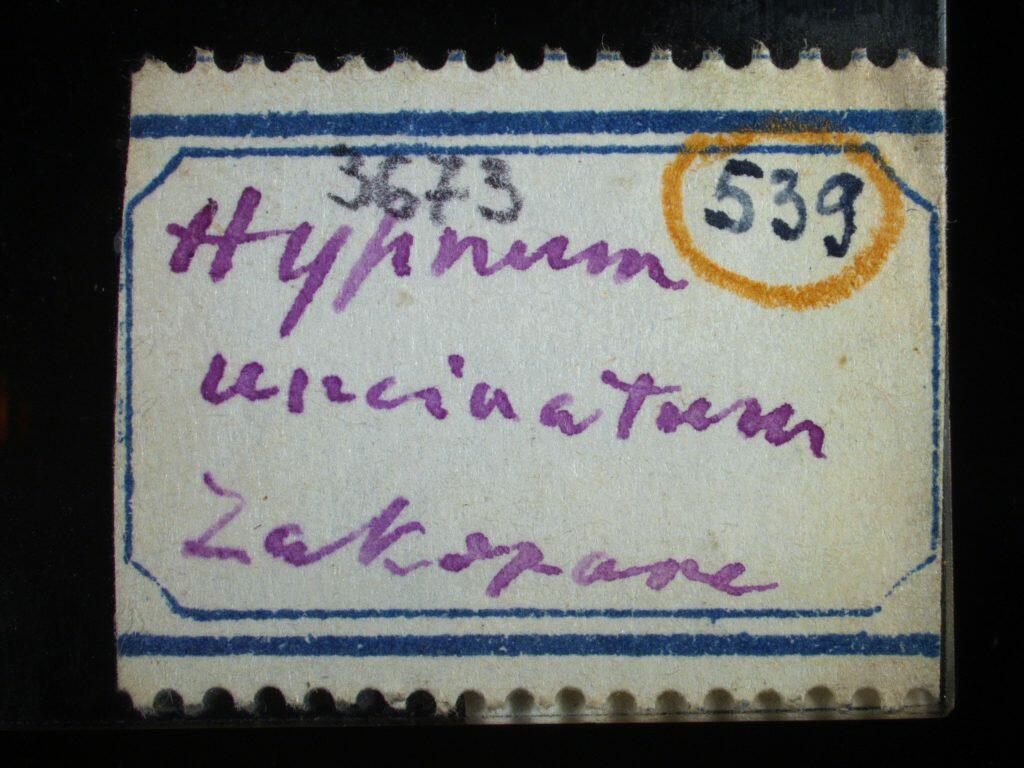 3673
539
Hypnum
uncinatum
Zakopane